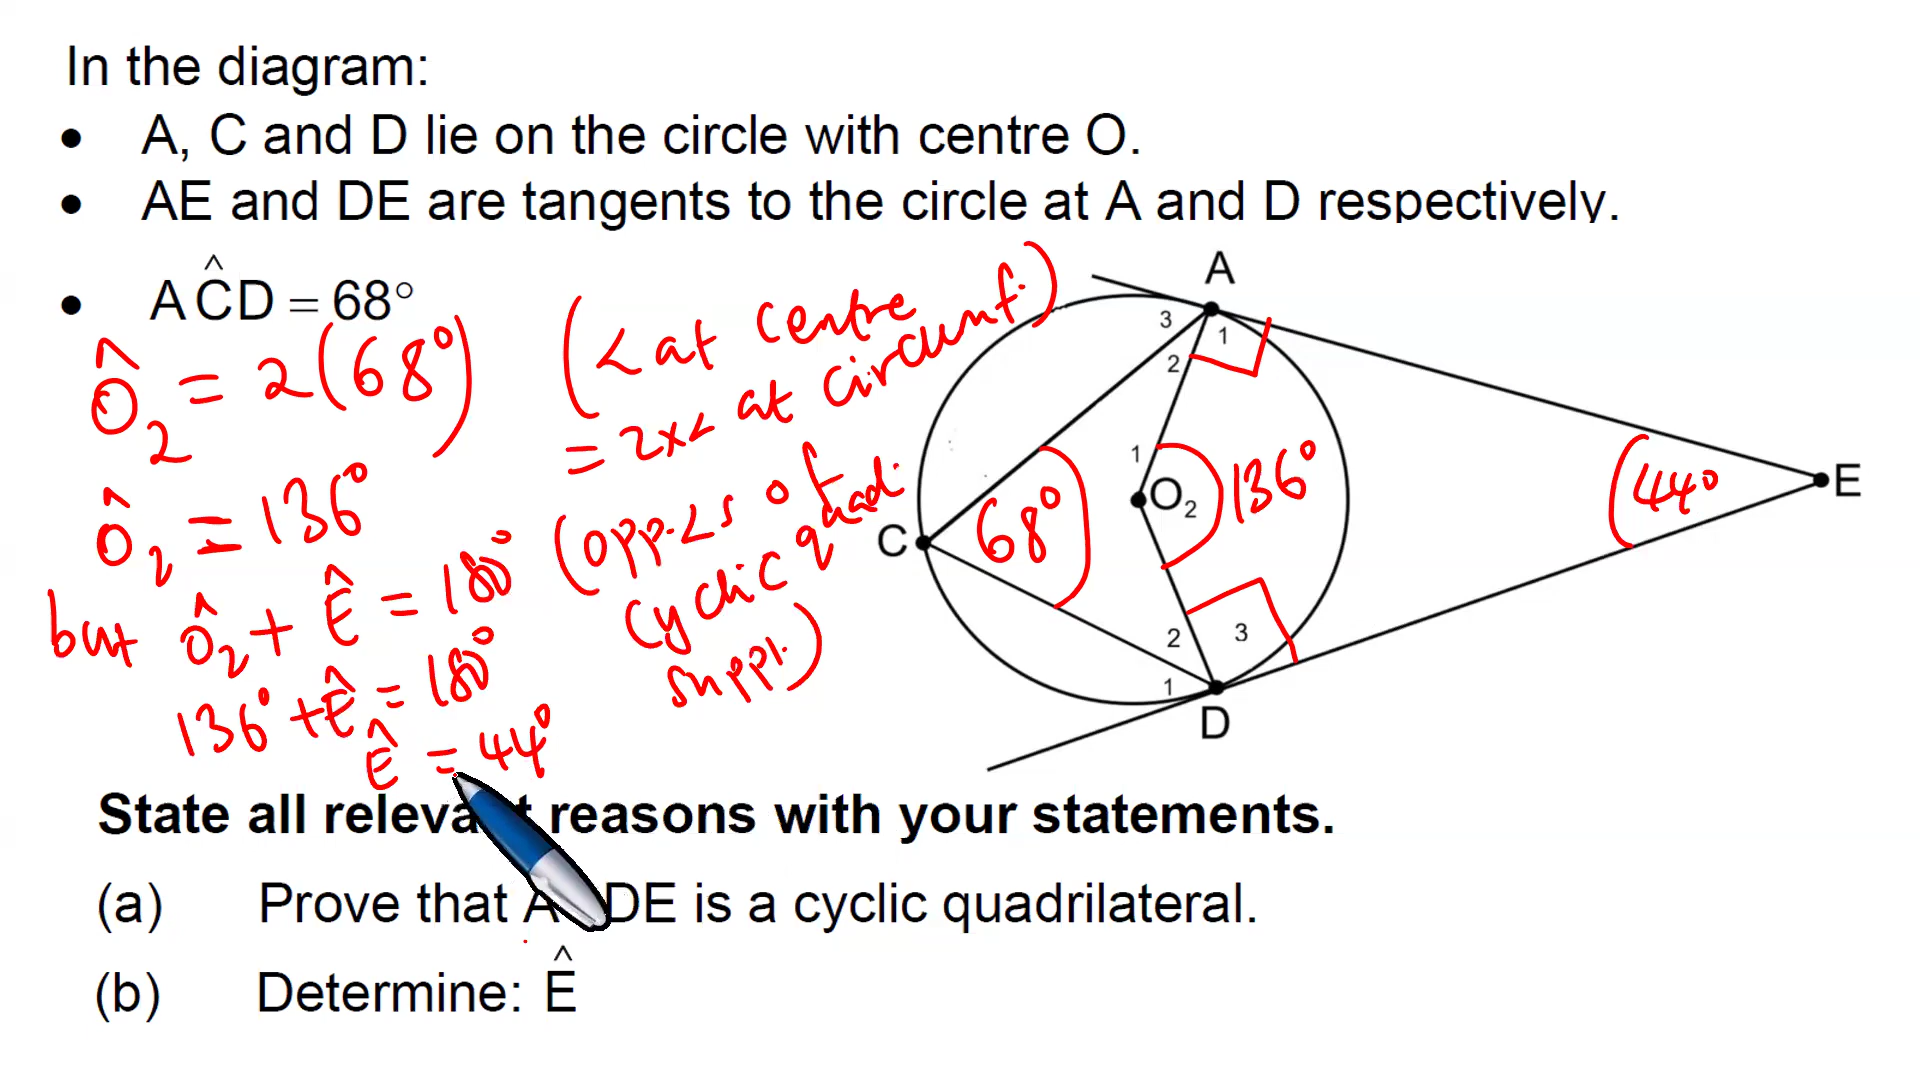 In the diagram:
• A, C and D lie on the circle with centre O.
• AE and DE are tangents to the circle at A and D respectively.
• AĈD = 68°
Ô₂ = 2(68°) (< at centre
= 2x< at circumf.)
Ô₂ = 136°
but Ô₂ + Ê = 180° (opp. <s of
cyclic quad.
suppl.)
136° + Ê = 180°
Ê = 44°
A
3
1
2
1
O₂
136°
68°
C
44°
E
2
3
1
D
State all relevant reasons with your statements.
(a) Prove that A DE is a cyclic quadrilateral.
(b) Determine: Ê